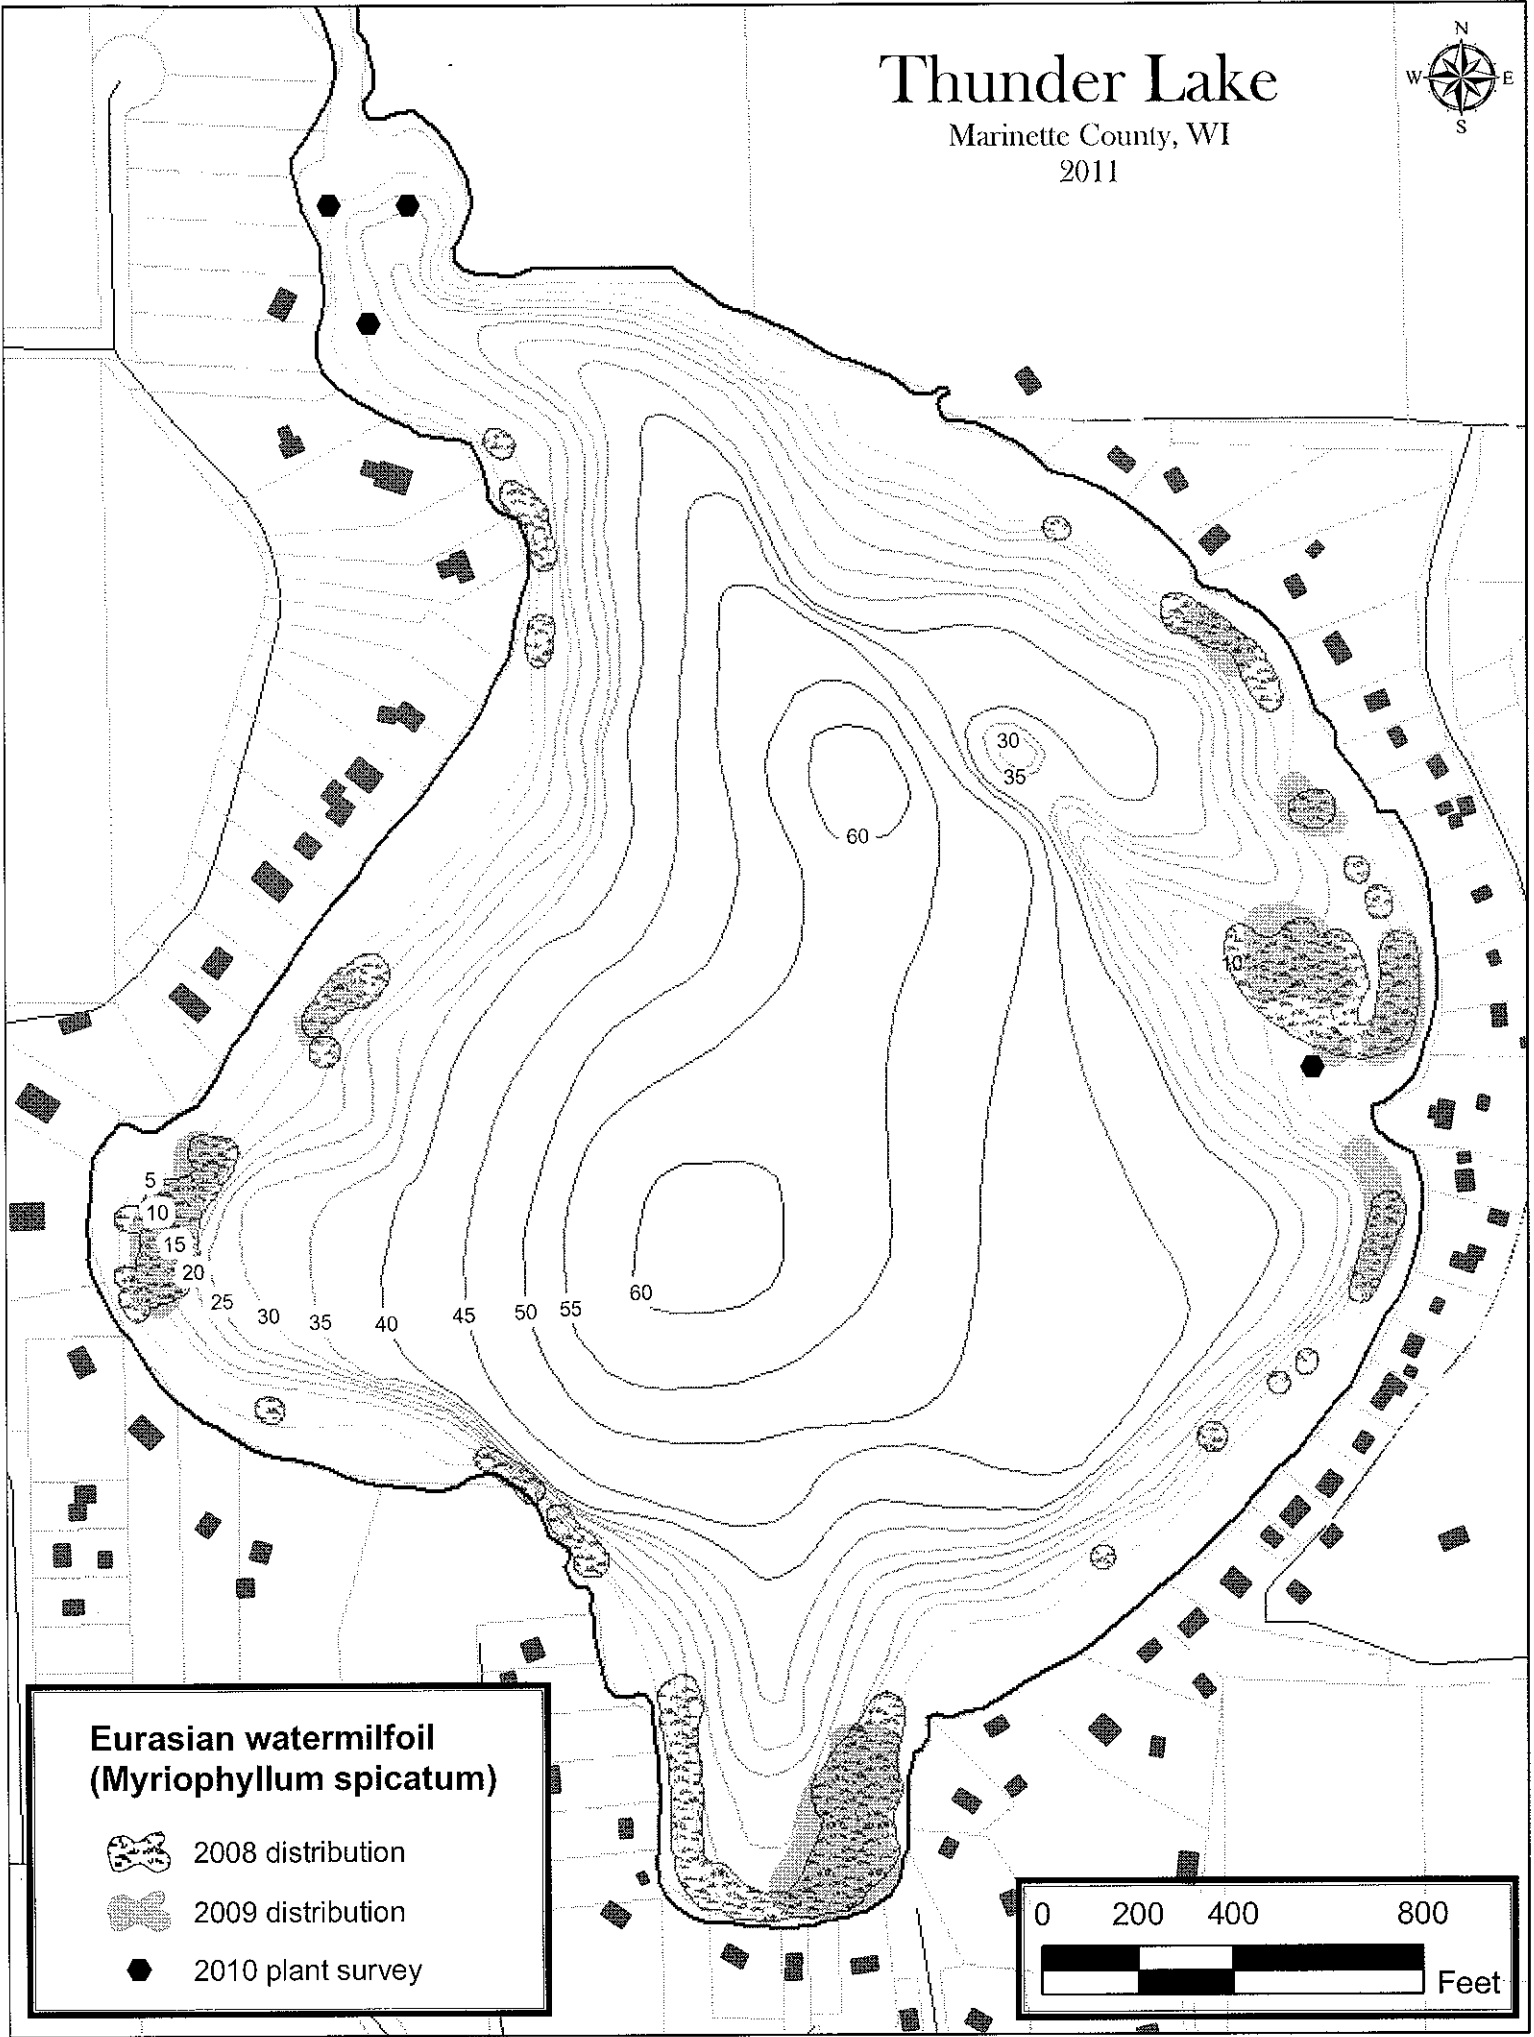 Thunder Lake
Marinette County, WI
2011
N
W E
S
30
35
60
10
5
10
15
20
25
30
35
40
45
50
55
60
Eurasian watermilfoil
(Myriophyllum spicatum)
2008 distribution
2009 distribution
2010 plant survey
0 200 400 800
Feet